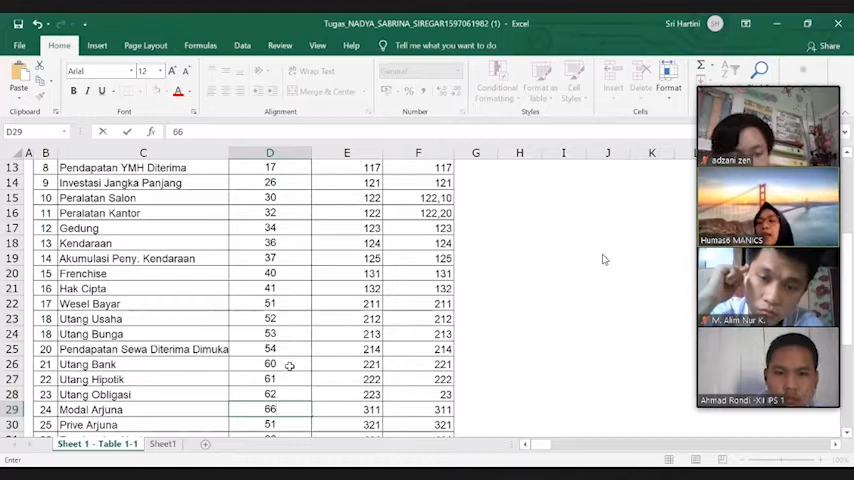 Tugas_NADYA_SABRINA_SIREGAR1597061982 (1) - Excel
Sri Hartini SH
File Home Insert Page Layout Formulas Data Review View Help Tell me what you want to do Share
Paste Arial 12 A A Wrap Text General Conditional Formatting Format as Table Cell Styles Format
B I U A Merge & Center % ,
Clipboard Font Alignment Number Styles Cells
D29 fx 66
A B C D E F G H I J K L
13 8 Pendapatan YMH Diterima 17 117 117
14 9 Investasi Jangka Panjang 26 121 121
15 10 Peralatan Salon 30 122 122,10
16 11 Peralatan Kantor 32 122 122,20
17 12 Gedung 34 123 123
18 13 Kendaraan 36 124 124
19 14 Akumulasi Peny. Kendaraan 37 125 125
20 15 Frenchise 40 131 131
21 16 Hak Cipta 41 132 132
22 17 Wesel Bayar 51 211 211
23 18 Utang Usaha 52 212 212
24 18 Utang Bunga 53 213 213
25 20 Pendapatan Sewa Diterima Dimuka 54 214 214
26 21 Utang Bank 60 221 221
27 22 Utang Hipotik 61 222 222
28 23 Utang Obligasi 62 223 23
29 24 Modal Arjuna 66 311 311
30 25 Prive Arjuna 51 321 321
Sheet 1 - Table 1-1 Sheet1
Enter 100%
adzani zen
Humas6 MANICS
M. Alim Nur K.
Ahmad Rondi -XII IPS 1